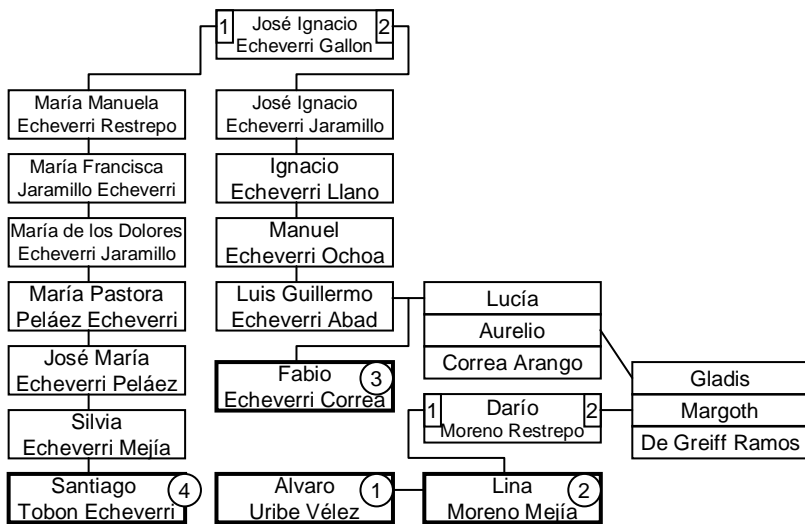 1
José Ignacio
Echeverri Gallon
2
María Manuela
Echeverri Restrepo
José Ignacio
Echeverri Jaramillo
María Francisca
Jaramillo Echeverri
Ignacio
Echeverri Llano
María de los Dolores
Echeverri Jaramillo
Manuel
Echeverri Ochoa
María Pastora
Peláez Echeverri
Luis Guillermo
Echeverri Abad
Lucía
Aurelio
Correa Arango
José María
Echeverri Peláez
Fabio
Echeverri Correa
3
Gladis
Margoth
De Greiff Ramos
Silvia
Echeverri Mejía
1
Darío
Moreno Restrepo
2
Santiago
Tobon Echeverri
4
Alvaro
Uribe Vélez
1
Lina
Moreno Mejía
2